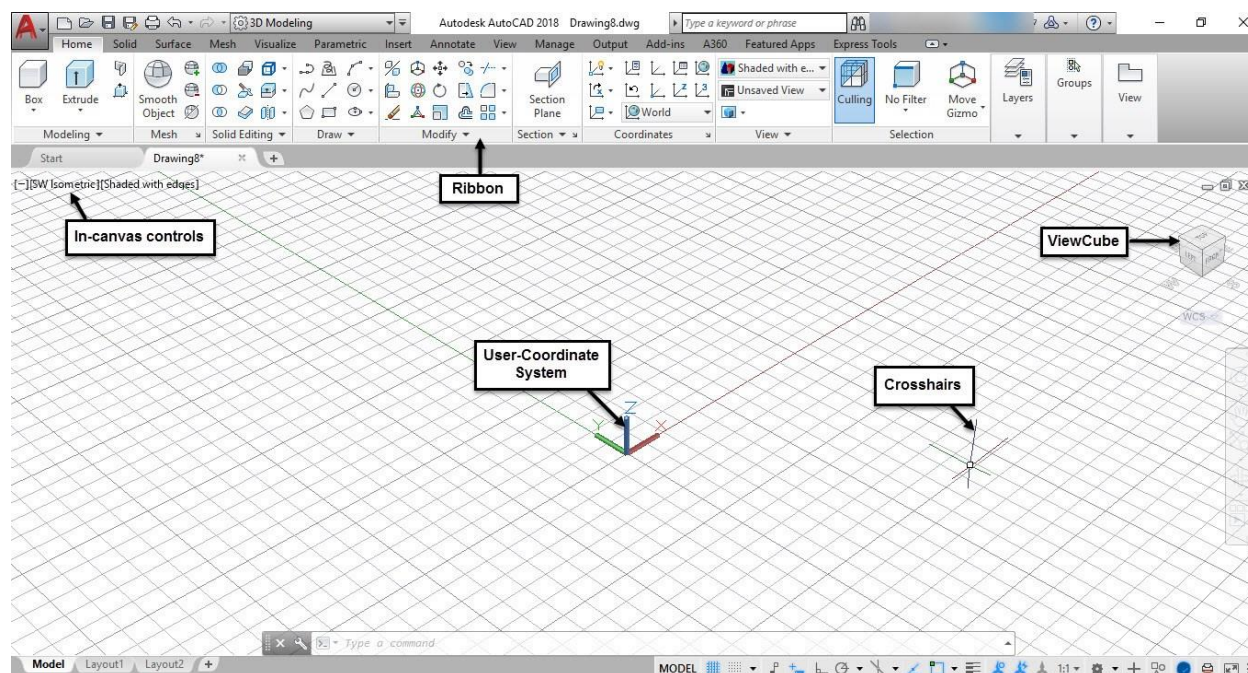 3D Modeling Autodesk AutoCAD 2018 Drawing8.dwg Type a keyword or phrase
Home Solid Surface Mesh Visualize Parametric Insert Annotate View Manage Output Add-ins A360 Featured Apps Express Tools
Box
Extrude
Smooth Object
Section Plane
World
Shaded with e...
Unsaved View
Culling
No Filter
Move Gizmo
Layers
Groups
View
Modeling Mesh Solid Editing Draw Modify Section Coordinates View Selection
Start Drawing8*
[−][SW Isometric][Shaded with edges]
Ribbon
In-canvas controls
ViewCube
TOP
WCS
User-Coordinate
System
Crosshairs
Z
Y X
Type a command
Model Layout1 Layout2
MODEL 1:1